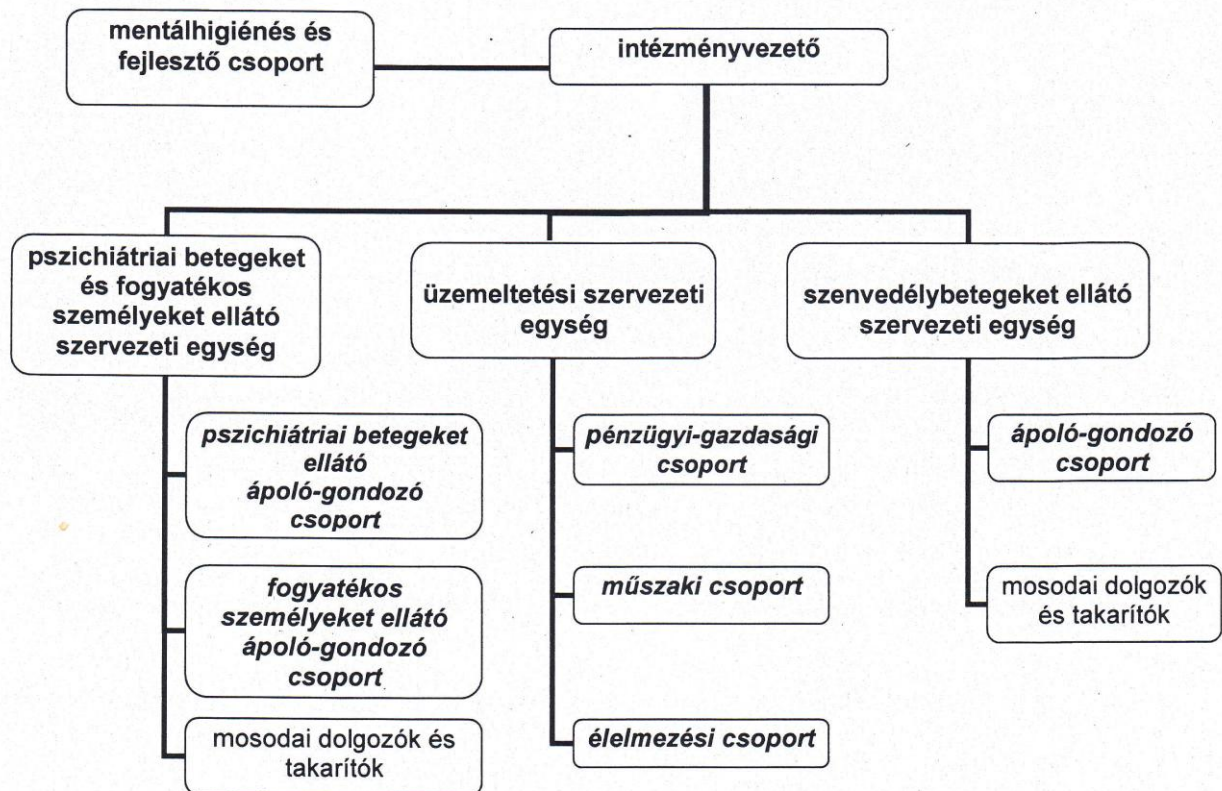 mentálhigiénés és
fejlesztő csoport
intézményvezető
pszichiátriai betegeket
és fogyatékos
személyeket ellátó
szervezeti egység
üzemeltetési szervezeti
egység
szenvedélybetegeket ellátó
szervezeti egység
pszichiátriai betegeket
ellátó
ápoló-gondozó
csoport
fogyatékos
személyeket ellátó
ápoló-gondozó
csoport
mosodai dolgozók és
takarítók
pénzügyi-gazdasági
csoport
műszaki csoport
élelmezési csoport
ápoló-gondozó
csoport
mosodai dolgozók
és takarítók